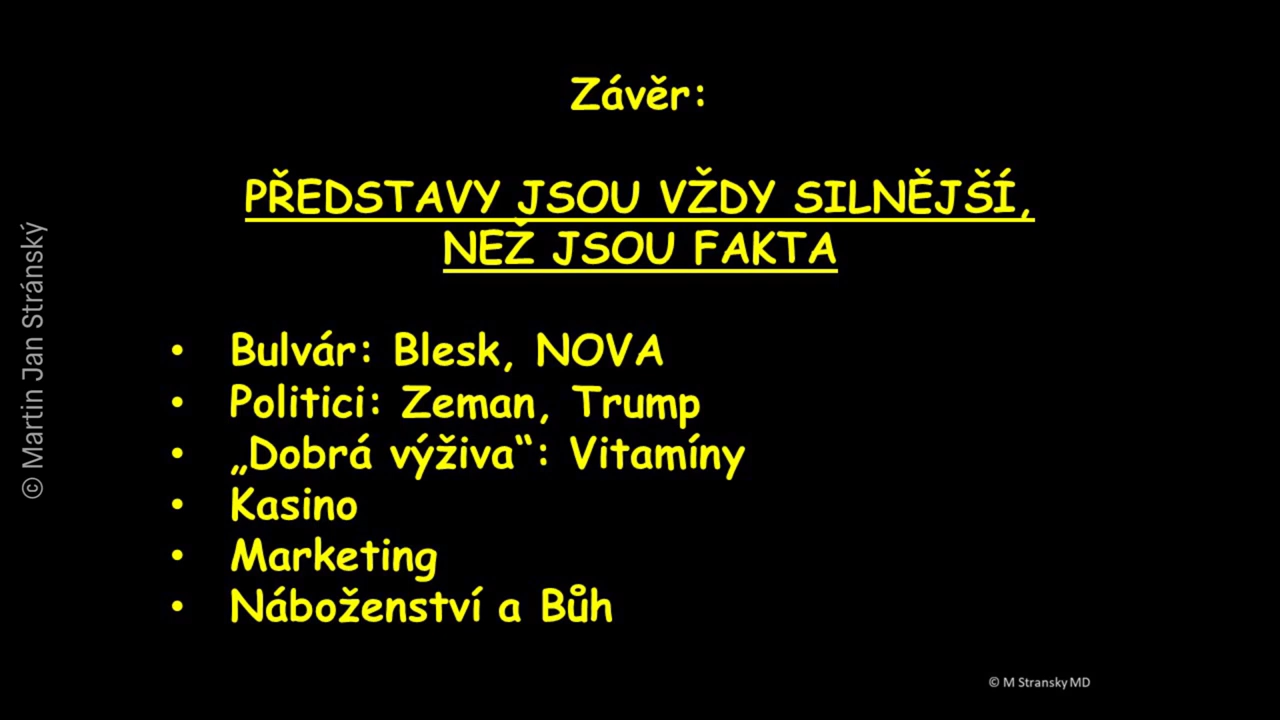 Závěr:
PŘEDSTAVY JSOU VŽDY SILNĚJŠÍ,
NEŽ JSOU FAKTA
• Bulvár: Blesk, NOVA
• Politici: Zeman, Trump
• „Dobrá výživa“: Vitamíny
• Kasino
• Marketing
• Náboženství a Bůh
© M Stransky MD
© Martin Jan Stránský